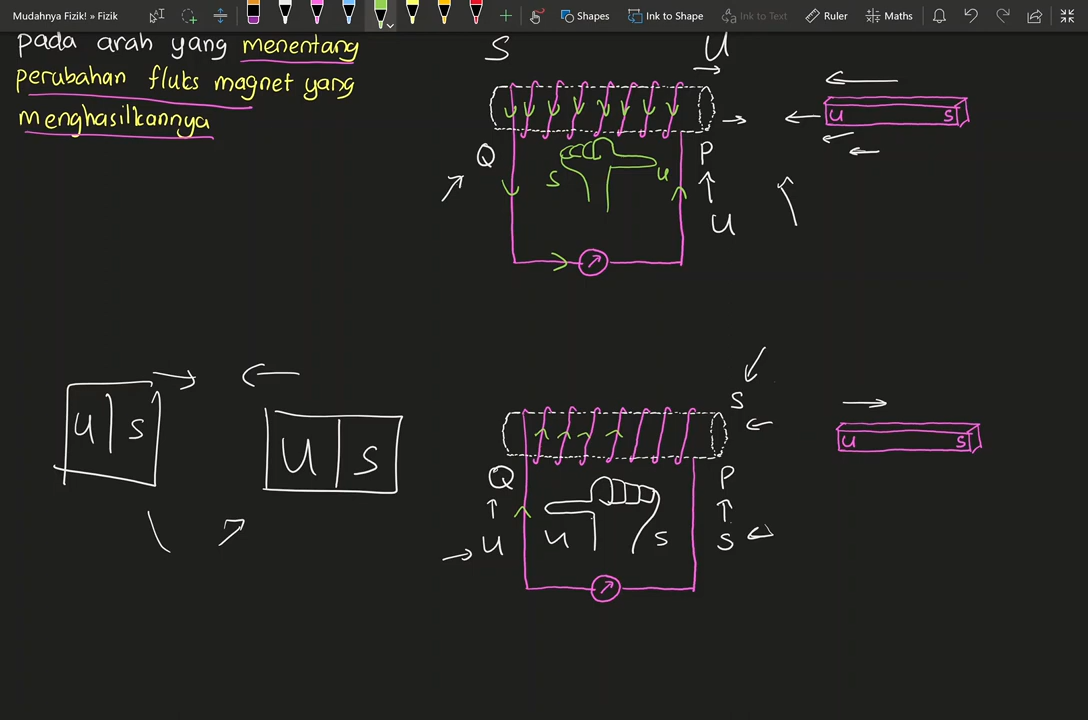 Mudahnya Fizik! » Fizik
Shapes
Ink to Shape
Ink to Text
Ruler
Maths
pada arah yang menentang
perubahan fluks magnet yang
menghasilkannya
S U
U S
Q P
S U
U
S
U S
U S
U S
Q P
U U S S